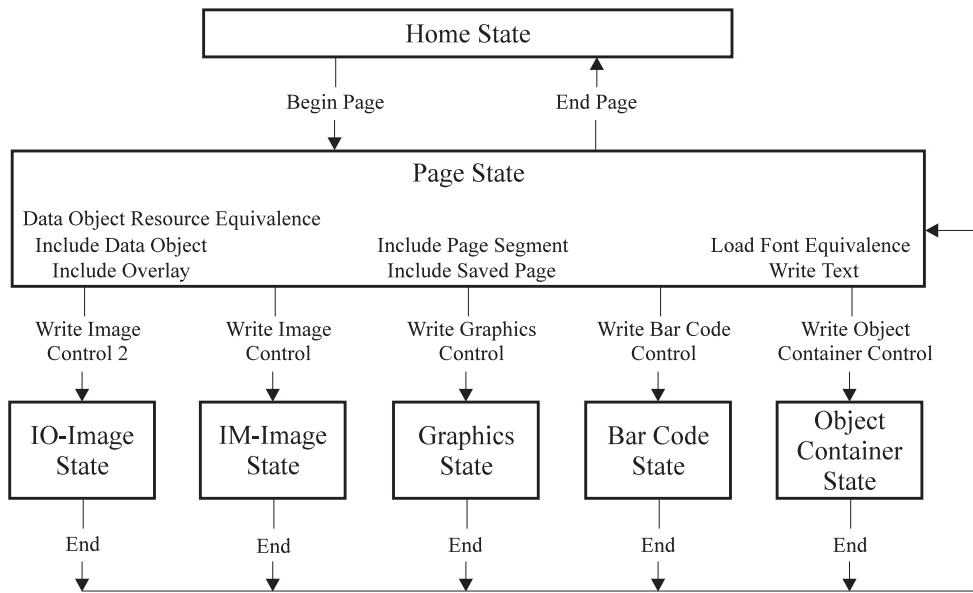 Home State
Begin Page
End Page
Page State
Data Object Resource Equivalence
Include Data Object
Include Overlay
Include Page Segment
Include Saved Page
Load Font Equivalence
Write Text
Write Image
Control 2
Write Image
Control
Write Graphics
Control
Write Bar Code
Control
Write Object
Container Control
IO-Image
State
IM-Image
State
Graphics
State
Bar Code
State
Object
Container
State
End
End
End
End
End